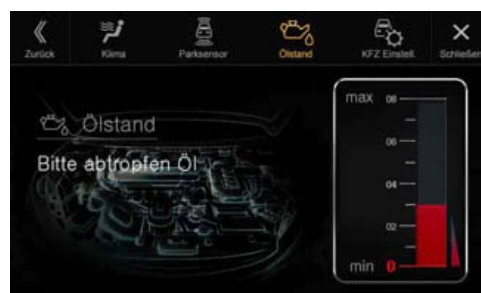 Zurück Klima Parksensor Ölstand KFZ Einstell. Schließen
Ölstand
Bitte abtropfen Öl
max 08
06
04
02
min 0